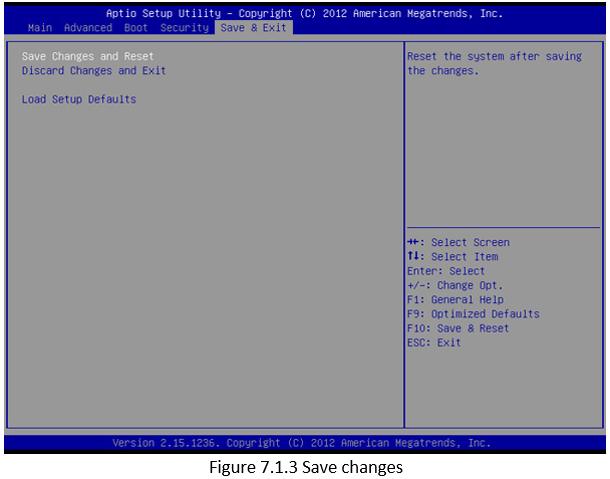 Aptio Setup Utility – Copyright (C) 2012 American Megatrends, Inc.
Main Advanced Boot Security Save & Exit
Save Changes and Reset
Discard Changes and Exit
Load Setup Defaults
Reset the system after saving
the changes.
→←: Select Screen
↑↓: Select Item
Enter: Select
+/-: Change Opt.
F1: General Help
F9: Optimized Defaults
F10: Save & Reset
ESC: Exit
Version 2.15.1236. Copyright (C) 2012 American Megatrends, Inc.
Figure 7.1.3 Save changes